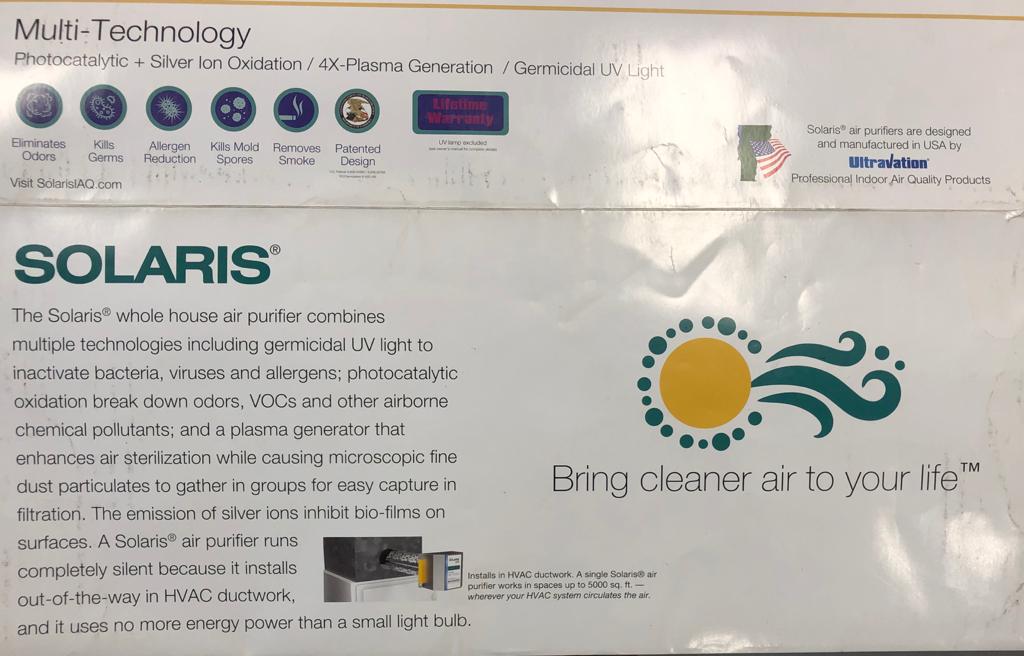 Multi-Technology
Photocatalytic + Silver Ion Oxidation / 4X-Plasma Generation / Germicidal UV Light
Eliminates Odors
Kills Germs
Allergen Reduction
Kills Mold Spores
Removes Smoke
Patented Design
Lifetime Warranty
UV lamp excluded
Visit SolarisIAQ.com
Solaris® air purifiers are designed
and manufactured in USA by
UltraVation®
Professional Indoor Air Quality Products
SOLARIS®
The Solaris® whole house air purifier combines
multiple technologies including germicidal UV light to
inactivate bacteria, viruses and allergens; photocatalytic
oxidation break down odors, VOCs and other airborne
chemical pollutants; and a plasma generator that
enhances air sterilization while causing microscopic fine
dust particulates to gather in groups for easy capture in
filtration. The emission of silver ions inhibit bio-films on
surfaces. A Solaris® air purifier runs
completely silent because it installs
out-of-the-way in HVAC ductwork,
and it uses no more energy power than a small light bulb.
SOLARIS
Installs in HVAC ductwork. A single Solaris® air
purifier works in spaces up to 5000 sq. ft. —
wherever your HVAC system circulates the air.
Bring cleaner air to your life™